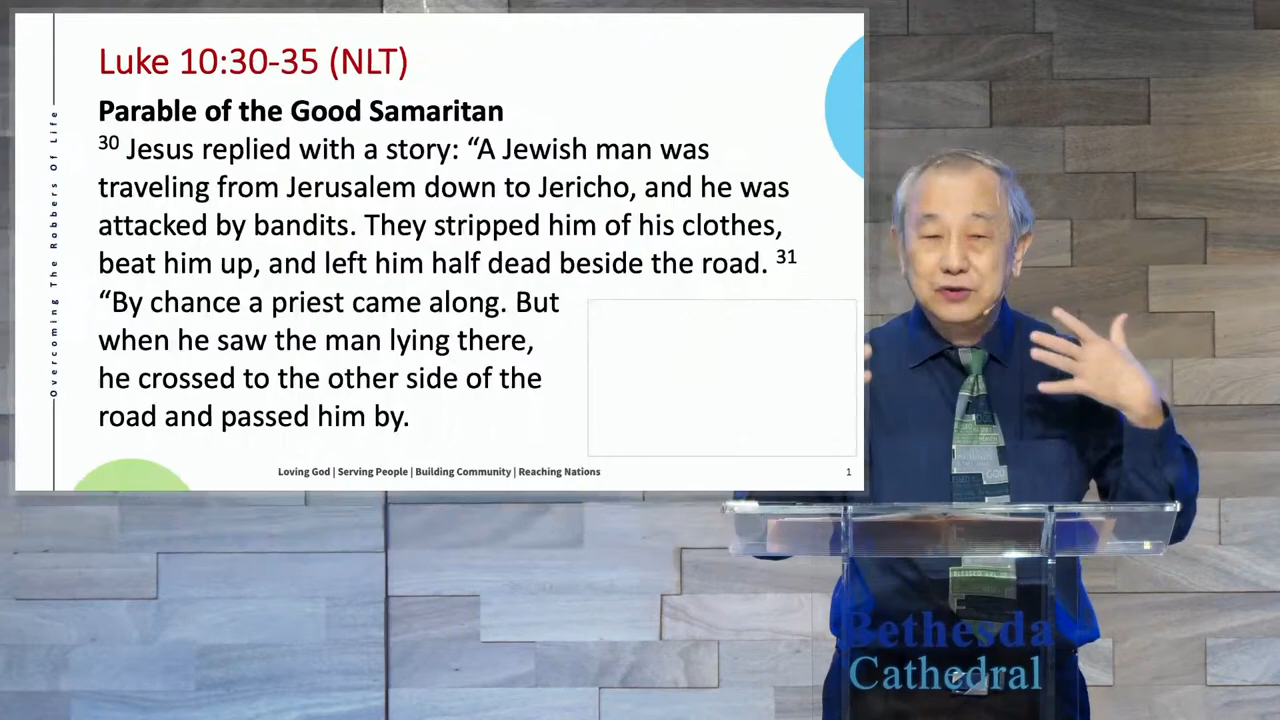 Luke 10:30-35 (NLT)
Parable of the Good Samaritan
30 Jesus replied with a story: “A Jewish man was
traveling from Jerusalem down to Jericho, and he was
attacked by bandits. They stripped him of his clothes,
beat him up, and left him half dead beside the road. 31
“By chance a priest came along. But
when he saw the man lying there,
he crossed to the other side of the
road and passed him by.
Overcoming The Robbers Of Life
Loving God | Serving People | Building Community | Reaching Nations
1
GOD
BLESSED
Bethesda
Cathedral